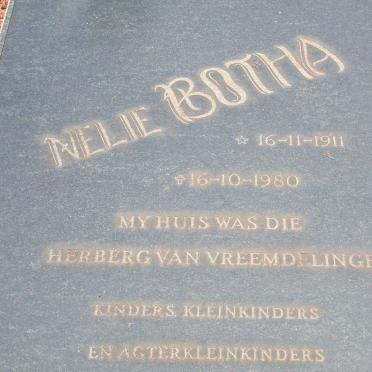 NELIE BOTHA
☆ 16-11-1911
✝ 16-10-1980
MY HUIS WAS DIE
HERBERG VAN VREEMDELINGE
KINDERS, KLEINKINDERS
EN AGTERKLEINKINDERS